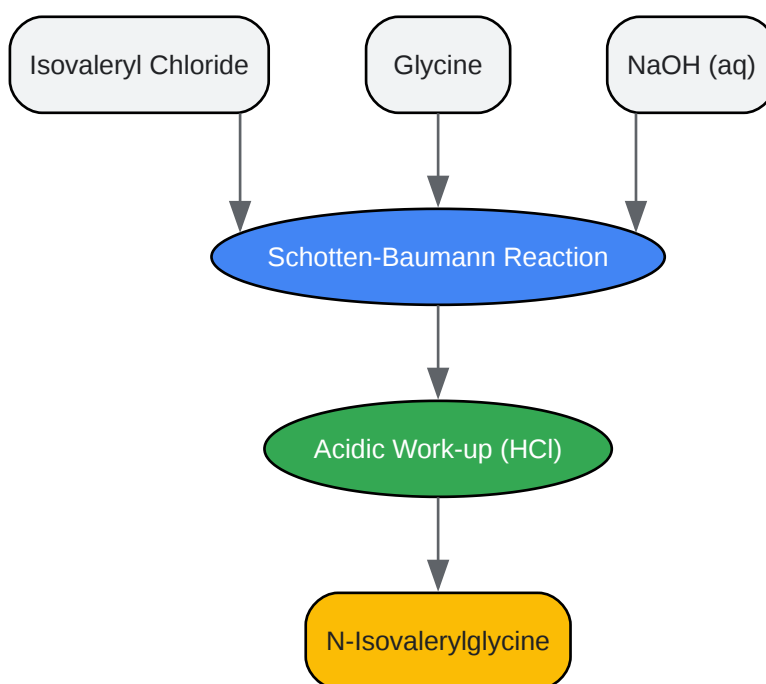 Isovaleryl Chloride
Glycine
NaOH (aq)
Schotten-Baumann Reaction
Acidic Work-up (HCl)
N-Isovalerylglycine